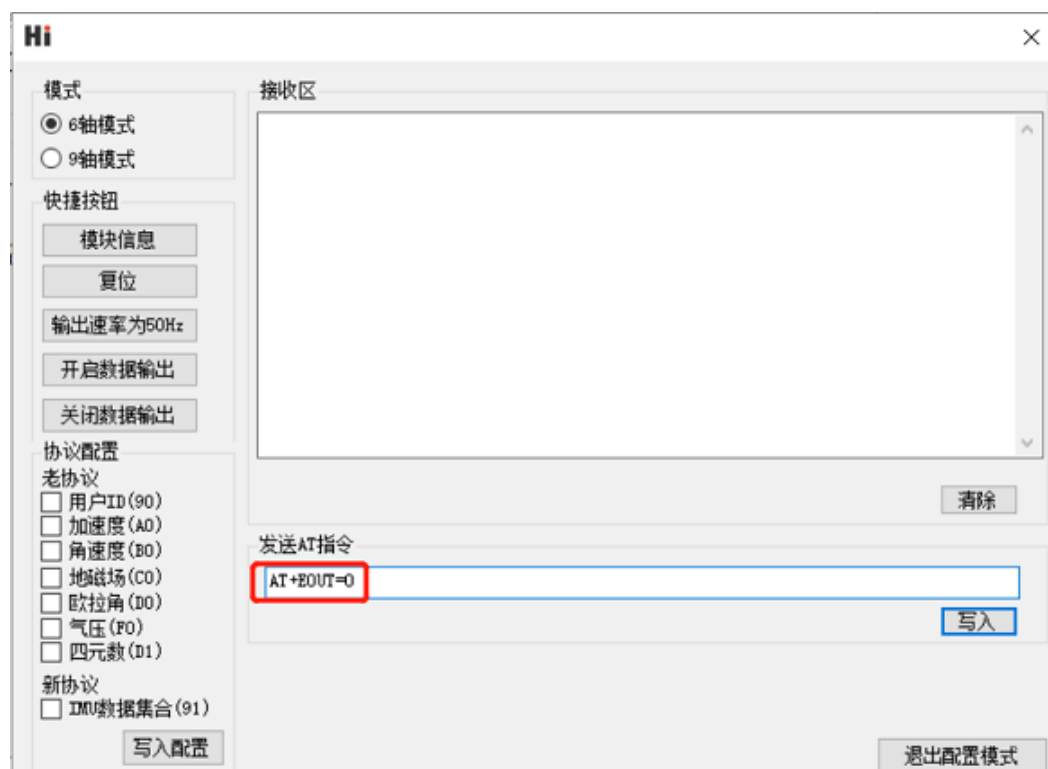 Hi
模式
6轴模式
9轴模式
快捷按钮
模块信息
复位
输出速率为50Hz
开启数据输出
关闭数据输出
协议配置
老协议
用户ID(90)
加速度(A0)
角速度(B0)
地磁场(C0)
欧拉角(D0)
气压(F0)
四元数(D1)
新协议
IMU数据集合(91)
写入配置
接收区
清除
发送AT指令
AT+EOUT=0
写入
退出配置模式